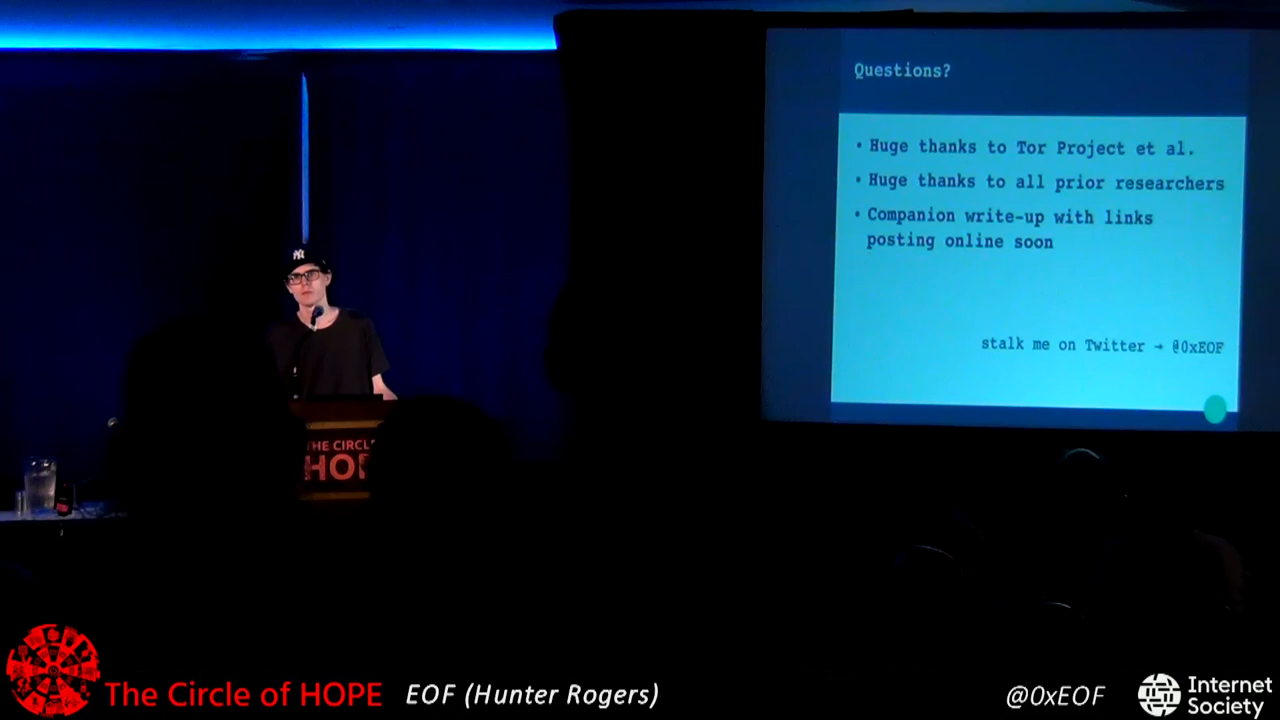 Questions?
• Huge thanks to Tor Project et al.
• Huge thanks to all prior researchers
• Companion write-up with links
posting online soon
stalk me on Twitter → @0xEOF
NY
THE CIRCLE
HOP
The Circle of HOPE
EOF (Hunter Rogers)
@0xEOF
Internet
Society